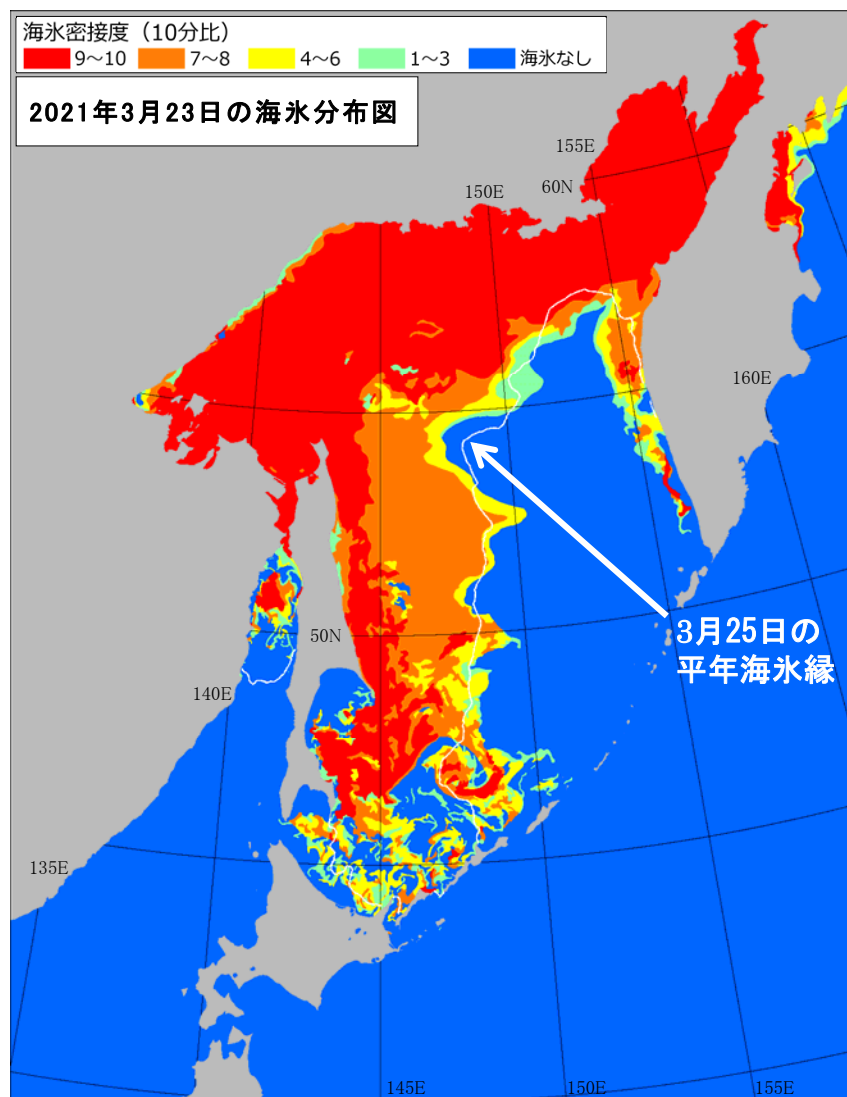 海氷密接度（10分比）
9～10 7～8 4～6 1～3 海氷なし
2021年3月23日の海氷分布図
155E
60N
150E
160E
50N
3月25日の
平年海氷縁
140E
135E
145E 150E 155E